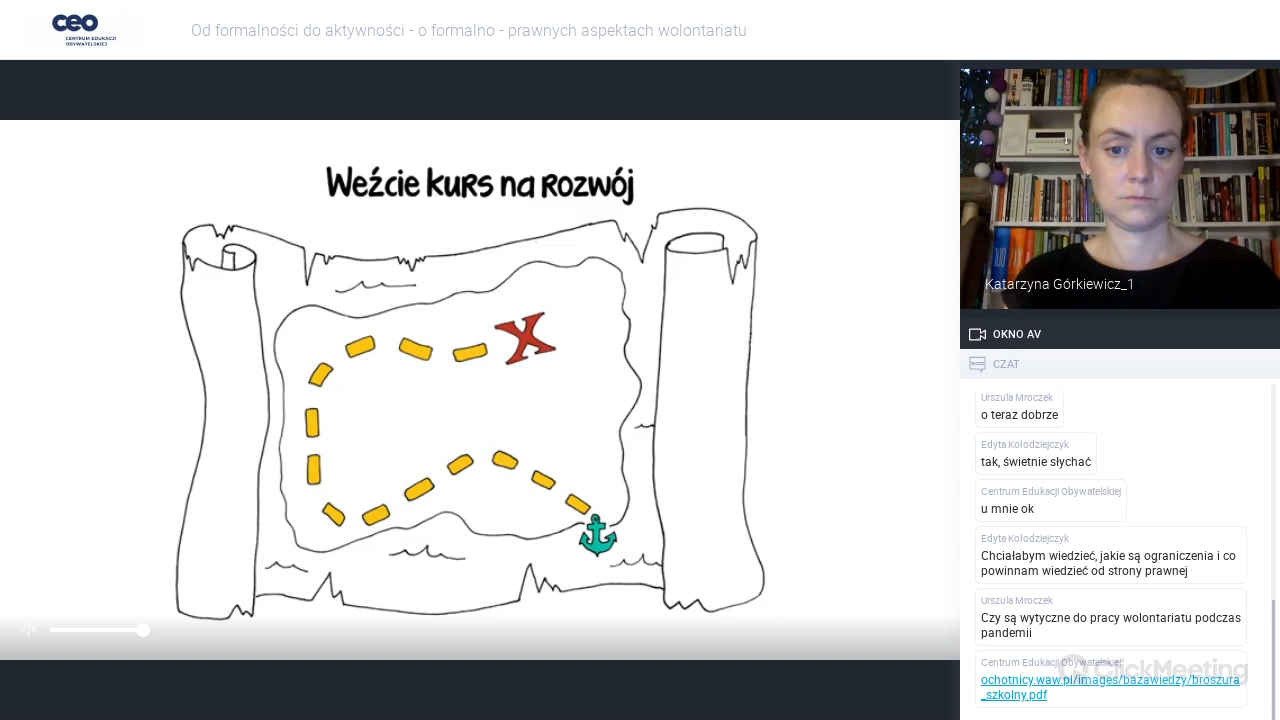 ceo
CENTRUM EDUKACJI
OBYWATELSKIEJ
Od formalności do aktywności - o formalno - prawnych aspektach wolontariatu
Weźcie kurs na rozwój
Katarzyna Górkiewicz_1
OKNO AV
CZAT
Urszula Mroczek
o teraz dobrze
Edyta Kołodziejczyk
tak, świetnie słychać
Centrum Edukacji Obywatelskiej
u mnie ok
Edyta Kołodziejczyk
Chciałabym wiedzieć, jakie są ograniczenia i co
powinnam wiedzieć od strony prawnej
Urszula Mroczek
Czy są wytyczne do pracy wolontariatu podczas
pandemii
Centrum Edukacji Obywatelskiej
ClickMeeting
ochotnicy.waw.pl/images/bazawiedzy/broszura
_szkolny.pdf